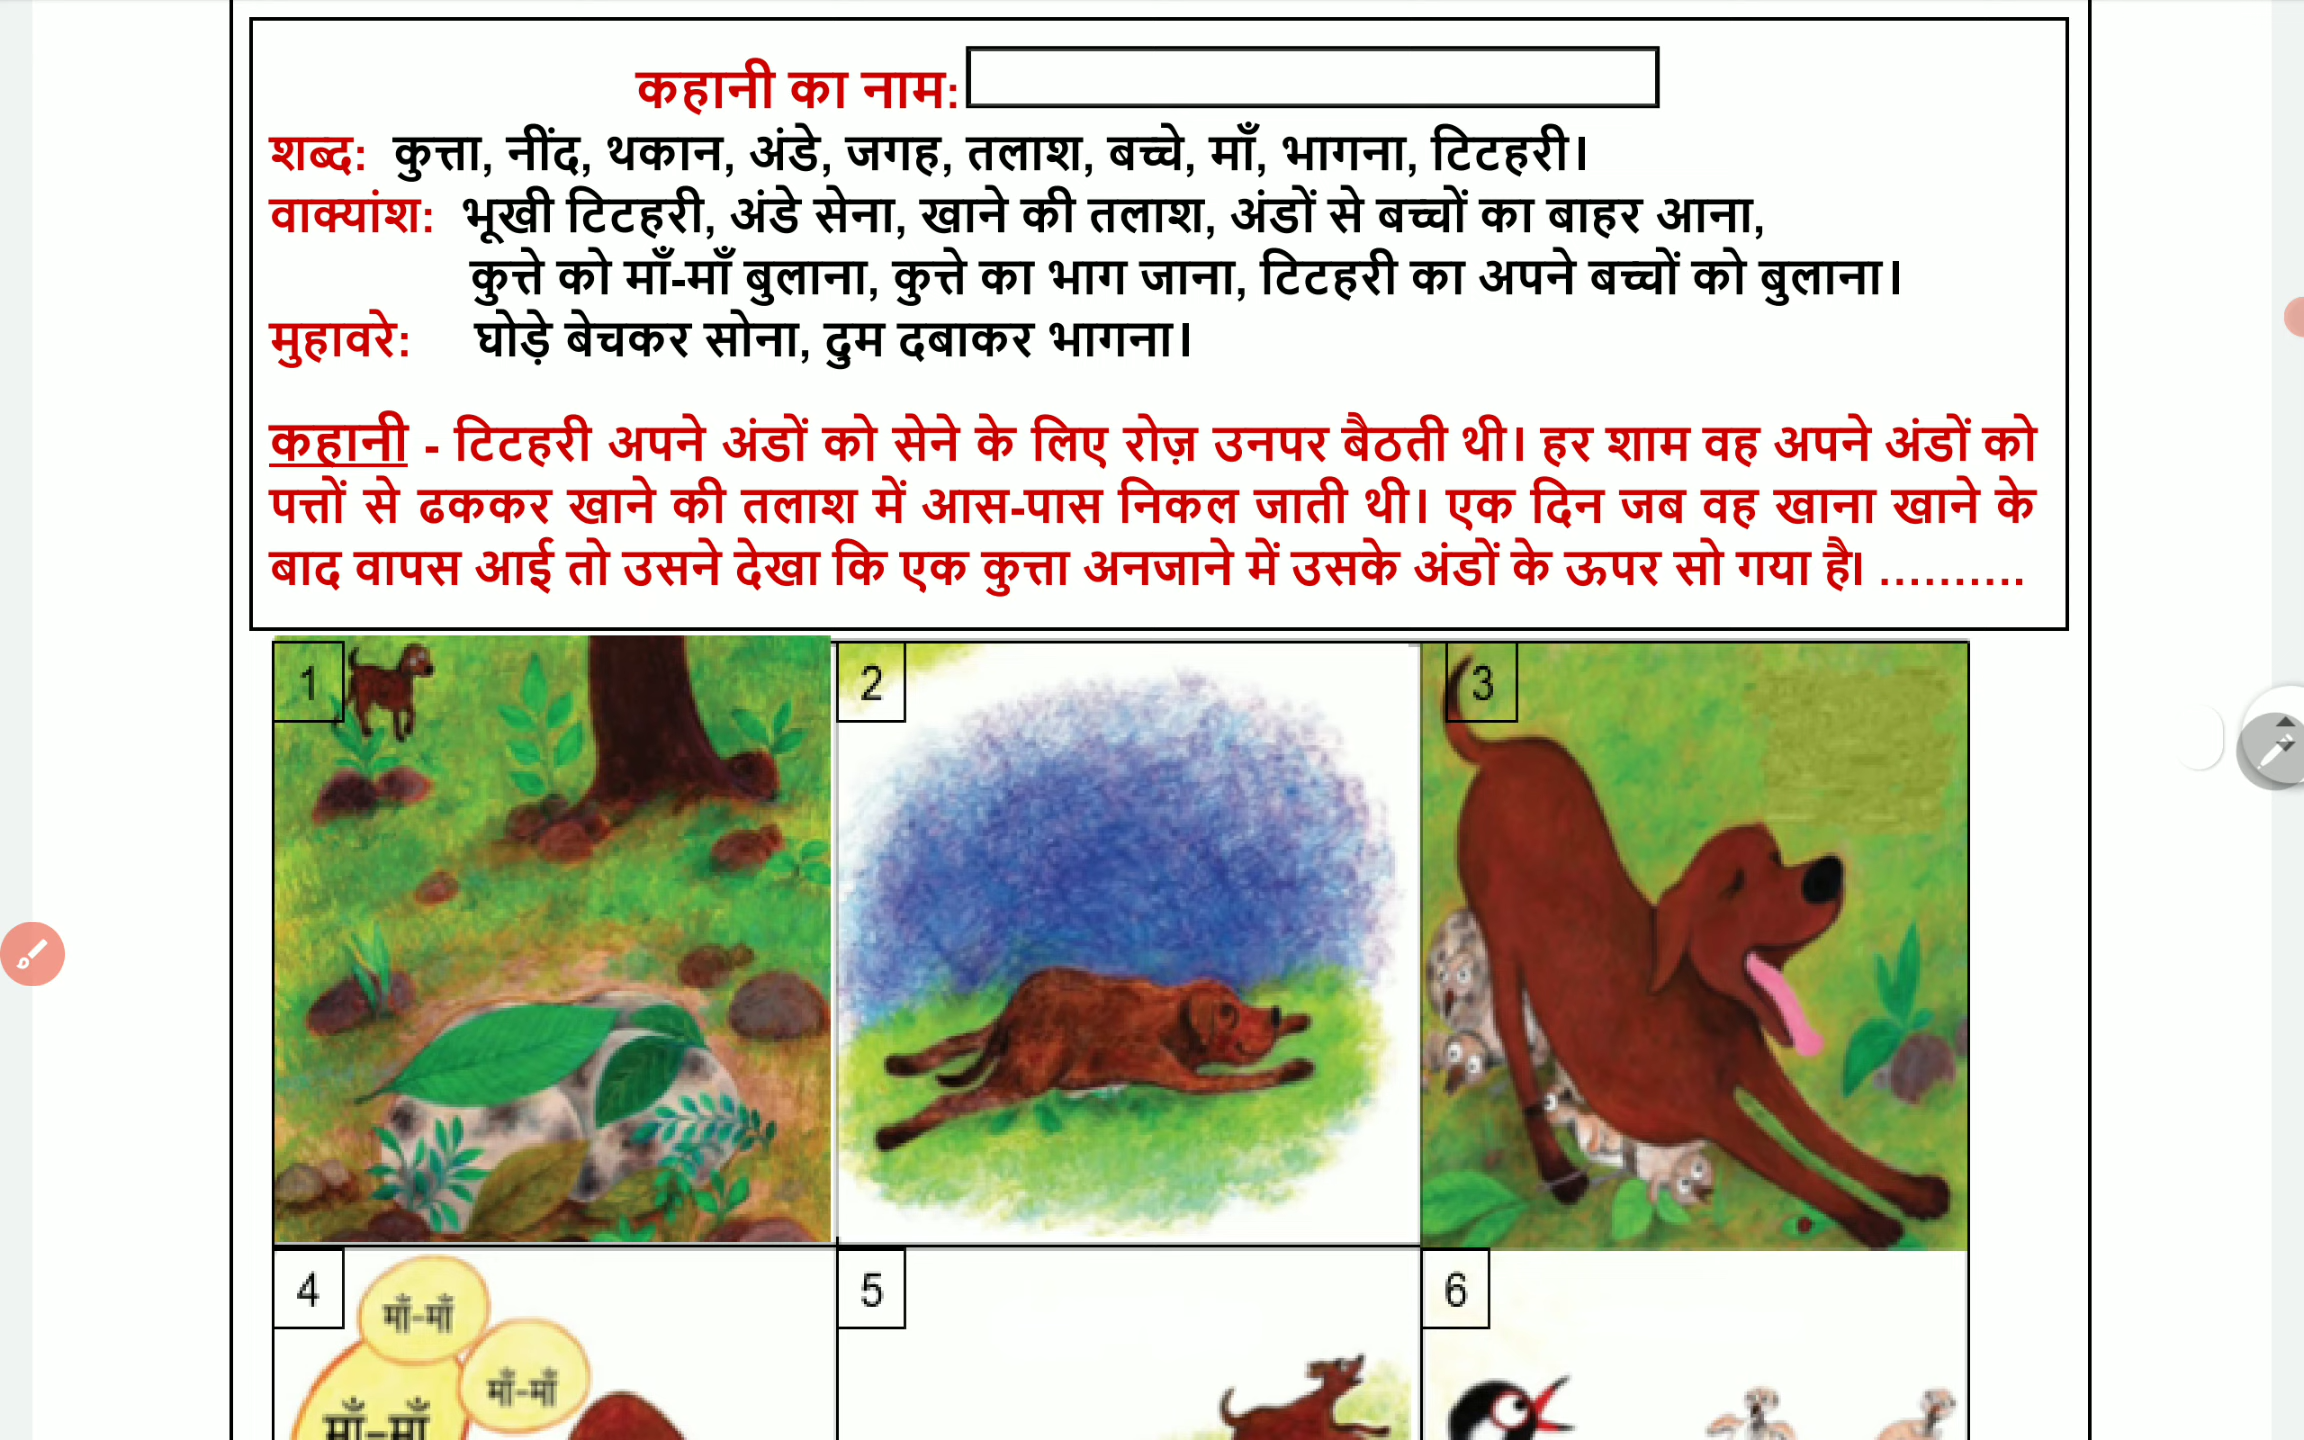 कहानी का नाम:
शब्द: कुत्ता, नींद, थकान, अंडे, जगह, तलाश, बच्चे, माँ, भागना, टिटहरी।
वाक्यांश: भूखी टिटहरी, अंडे सेना, खाने की तलाश, अंडों से बच्चों का बाहर आना,
कुत्ते को माँ-माँ बुलाना, कुत्ते का भाग जाना, टिटहरी का अपने बच्चों को बुलाना।
मुहावरे: घोड़े बेचकर सोना, दुम दबाकर भागना।
कहानी - टिटहरी अपने अंडों को सेने के लिए रोज़ उनपर बैठती थी। हर शाम वह अपने अंडों को
पत्तों से ढककर खाने की तलाश में आस-पास निकल जाती थी। एक दिन जब वह खाना खाने के
बाद वापस आई तो उसने देखा कि एक कुत्ता अनजाने में उसके अंडों के ऊपर सो गया है। ..........
1
2
3
4
माँ-माँ
माँ-माँ
माँ-माँ
5
6